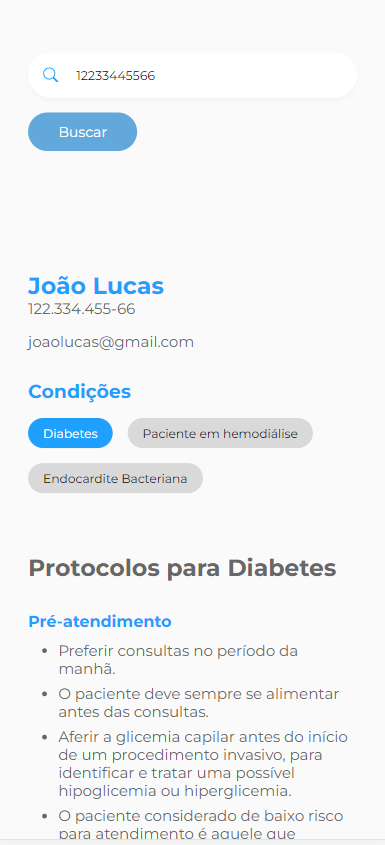 12233445566
Buscar
João Lucas
122.334.455-66
joaolucas@gmail.com
Condições
Diabetes
Paciente em hemodiálise
Endocardite Bacteriana
Protocolos para Diabetes
Pré-atendimento
• Preferir consultas no período da
manhã.
• O paciente deve sempre se alimentar
antes das consultas.
• Aferir a glicemia capilar antes do início
de um procedimento invasivo, para
identificar e tratar uma possível
hipoglicemia ou hiperglicemia.
• O paciente considerado de baixo risco
para atendimento é aquele que